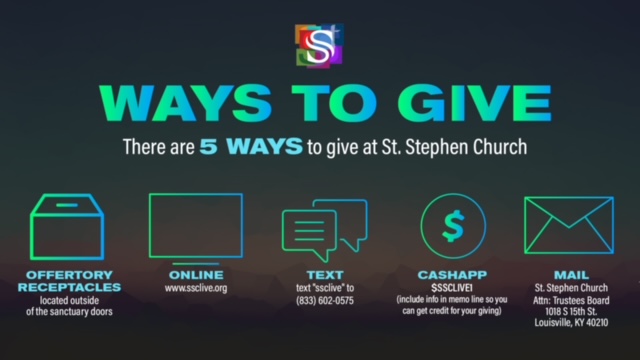 St
WAYS TO GIVE
There are 5 WAYS to give at St. Stephen Church
OFFERTORY
RECEPTACLES
located outside
of the sanctuary doors
ONLINE
www.ssclive.org
TEXT
text "ssclive" to
(833) 602-0575
$
CASHAPP
$SSCLIVE1
(include info in memo line so you
can get credit for your giving)
MAIL
St. Stephen Church
Attn: Trustees Board
1018 S 15th St.
Louisville, KY 40210